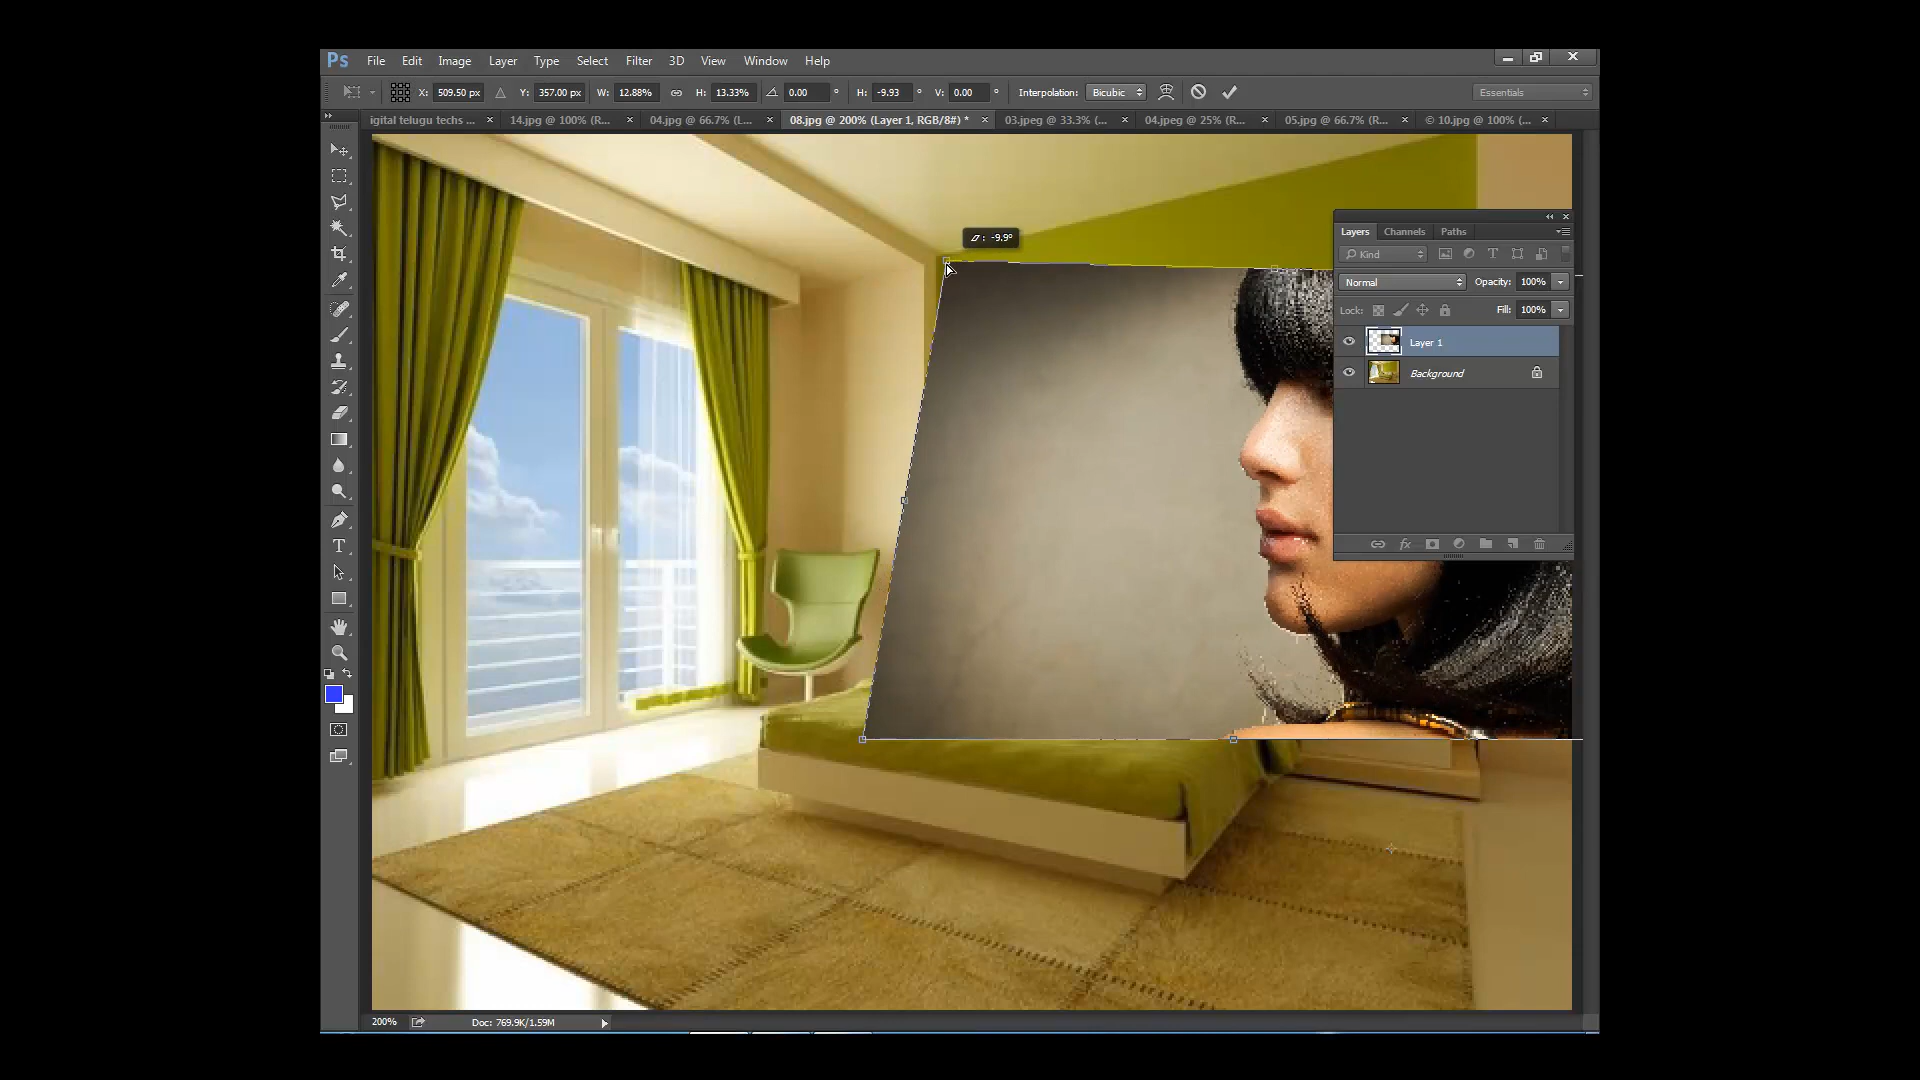 Ps File Edit Image Layer Type Select Filter 3D View Window Help
X: 509.50 px Y: 357.00 px W: 12.88% H: 13.33% 0.00 ° H: -9.93 ° V: 0.00 ° Interpolation: Bicubic Essentials
igital telugu techs ... × 14.jpg @ 100% (R... × 04.jpg @ 66.7% (L... × 08.jpg @ 200% (Layer 1, RGB/8#) * × 03.jpeg @ 33.3% (... × 04.jpeg @ 25% (R... × 05.jpg @ 66.7% (R... × © 10.jpg @ 100% (... ×
: -9.9°
Layers Channels Paths
Kind
Normal Opacity: 100%
Lock: Fill: 100%
Layer 1
Background
fx
T
200% Doc: 769.9K/1.59M